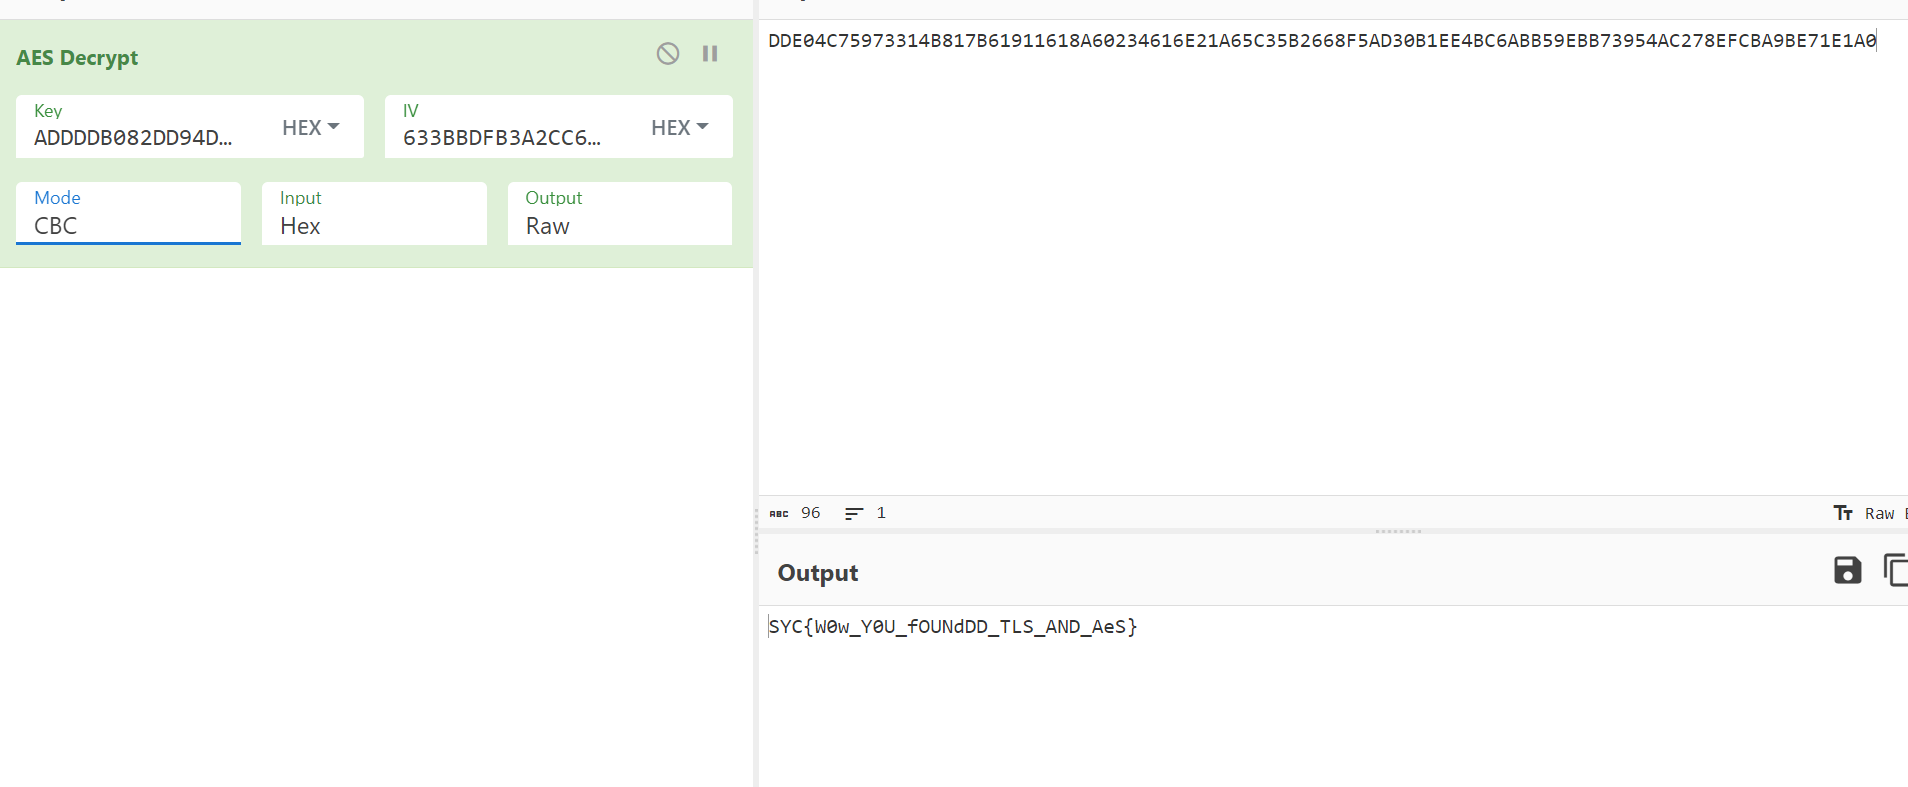 AES Decrypt
Key
ADDDDB082DD94D…
HEX
IV
633BBDFB3A2CC6…
HEX
Mode
CBC
Input
Hex
Output
Raw
DDE04C75973314B817B61911618A60234616E21A65C35B2668F5AD30B1EE4BC6ABB59EBB73954AC278EFCBA9BE71E1A0
ABC 96
1
Tт Raw
Output
SYC{W0w_Y0U_fOUNdDD_TLS_AND_AeS}